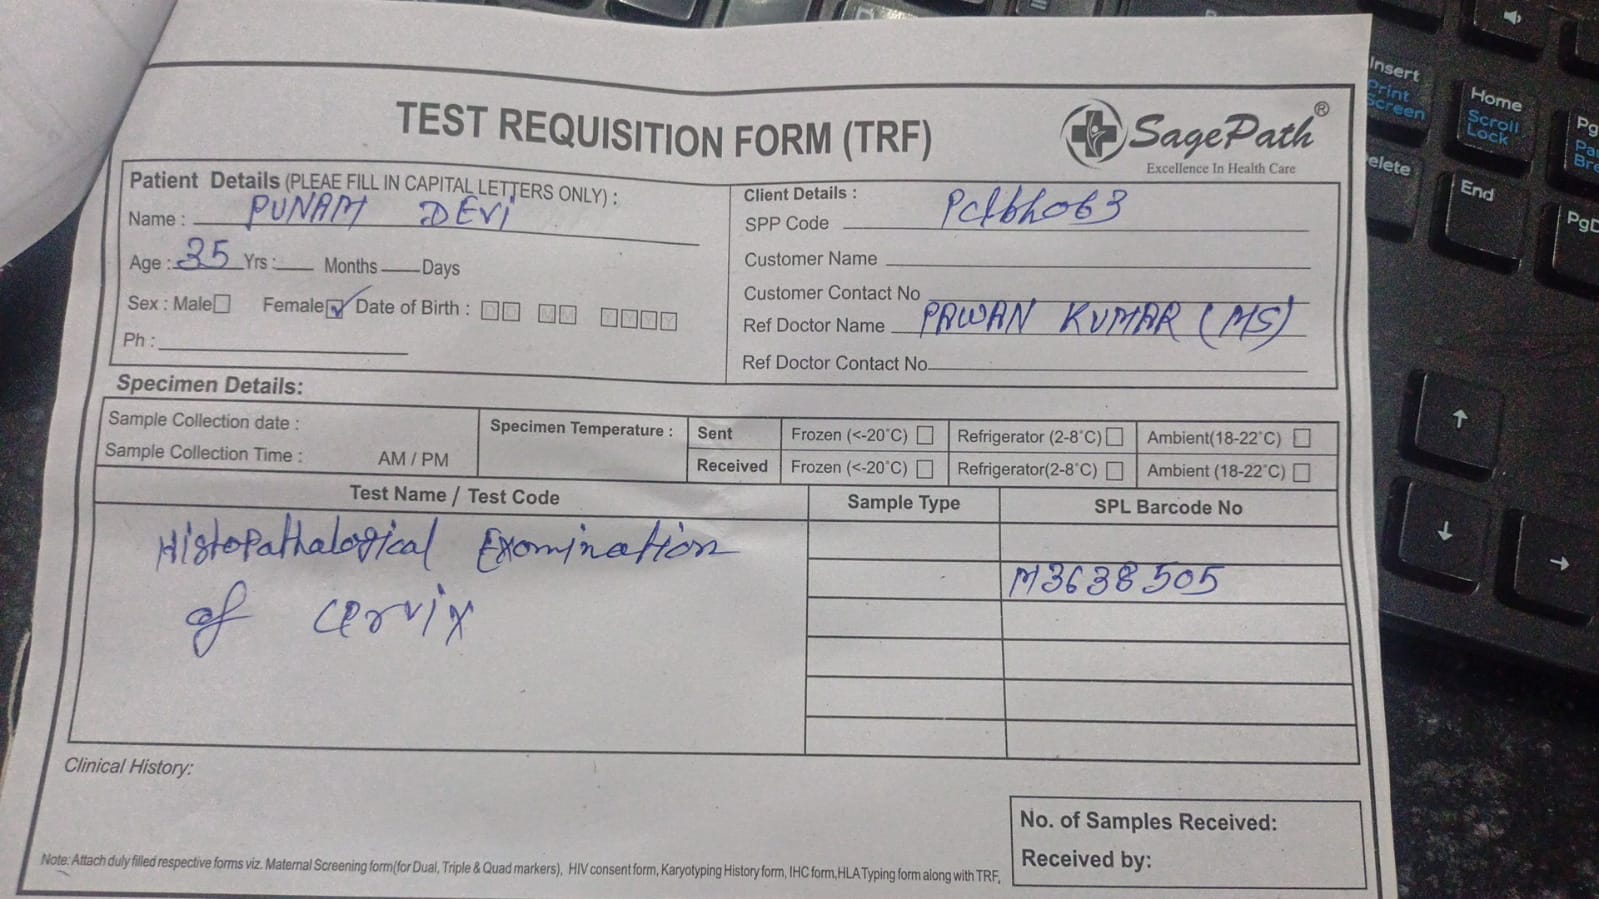 TEST REQUISITION FORM (TRF)
SagePath®
Excellence In Health Care
Patient Details (PLEAE FILL IN CAPITAL LETTERS ONLY) :
Name : PUNAM DEVI
Age : 35 Yrs : Months Days
Sex : Male Female Date of Birth : DD MM YYYY
Ph :
Client Details :
SPP Code Pclbh063
Customer Name
Customer Contact No
Ref Doctor Name PAWAN KUMAR (MS)
Ref Doctor Contact No
Specimen Details:
Sample Collection date :
Sample Collection Time : AM / PM
Specimen Temperature :
Sent Frozen (<-20°C) Refrigerator (2-8°C) Ambient(18-22°C)
Received Frozen (<-20°C) Refrigerator(2-8°C) Ambient (18-22°C)
Test Name / Test Code Sample Type SPL Barcode No
Histopathalogical Examination
of cervix
M3638505
Clinical History:
No. of Samples Received:
Received by:
Note: Attach duly filled respective forms viz. Maternal Screening form(for Dual, Triple & Quad markers), HIV consent form, Karyotyping History form, IHC form,HLA Typing form along with TRF,
Insert
Print
Screen
Home
Scroll
Lock
End